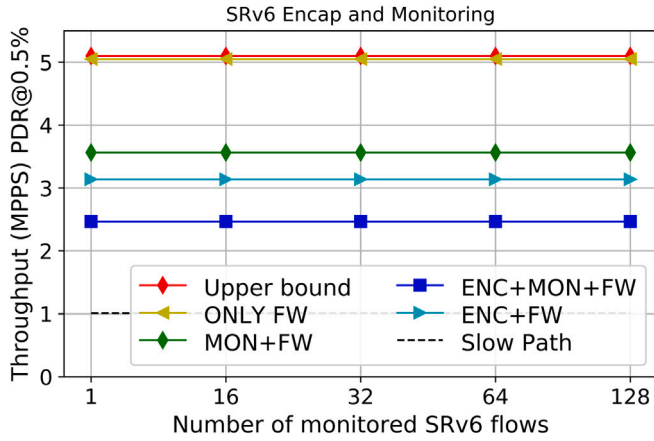 SRv6 Encap and Monitoring
Throughput (MPPS) PDR@0.5%
5
4
3
2
1
0
Upper bound
ONLY FW
MON+FW
ENC+MON+FW
ENC+FW
Slow Path
1 16 32 64 128
Number of monitored SRv6 flows